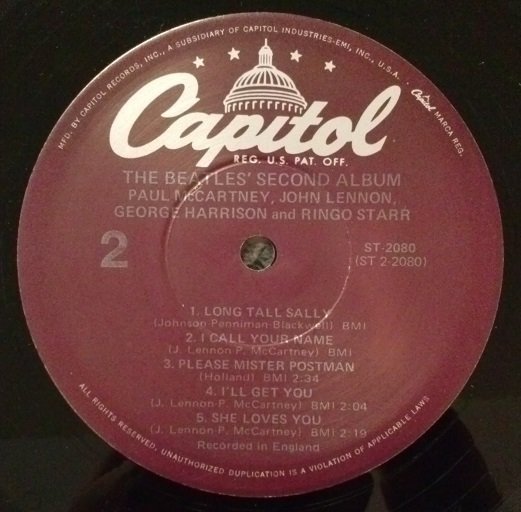 MFD. BY CAPITOL RECORDS, INC., A SUBSIDIARY OF CAPITOL INDUSTRIES-EMI, INC., U.S.A.
Capitol MARCA REG.
Capitol
REG. U.S. PAT. OFF.
THE BEATLES' SECOND ALBUM
PAUL McCARTNEY, JOHN LENNON,
GEORGE HARRISON and RINGO STARR
2
ST-2080
(ST 2-2080)
1. LONG TALL SALLY
(Johnson-Penniman-Blackwell) BMI
2. I CALL YOUR NAME
(J. Lennon-P. McCartney) BMI
3. PLEASE MISTER POSTMAN
(Holland) BMI 2:34
4. I'LL GET YOU
(J. Lennon-P. McCartney) BMI 2:04
5. SHE LOVES YOU
(J. Lennon-P. McCartney) BMI 2:19
Recorded in England
ALL RIGHTS RESERVED, UNAUTHORIZED DUPLICATION IS A VIOLATION OF APPLICABLE LAWS